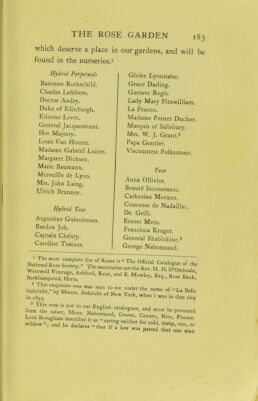 THE ROSE GARDEN 183
which deserve a place in our gardens, and will be
found in the nurseries.¹
Hybrid Perpetuals
Baroness Rothschild.
Charles Lefebvre.
Doctor Andry.
Duke of Edinburgh.
Etienne Levet.
General Jacqueminot.
Her Majesty.
Louis Van Houtte.
Madame Gabriel Luizet.
Margaret Dickson.
Marie Baumann.
Merveille de Lyon.
Mrs. John Laing.
Ulrich Brunner.
Hybrid Teas
Augustine Guinoisseau.
Bardou Job.
Captain Christy.
Caroline Testout.
Gloire Lyonnaise.
Grace Darling.
Gustave Regis.
Lady Mary Fitzwilliam.
La France.
Madame Pernet Ducher.
Marquis of Salisbury.
Mrs. W. J. Grant.²
Papa Gontier.
Viscountess Folkestone.
Teas
Anna Ollivier.
Beauté Inconstante.
Catherine Mermet.
Comtesse de Nadaillac.
Dr. Grill.
Ernest Metz.
Francisca Kruger.
General Shablekine.³
George Nabonnand.
¹ The most complete list of Roses is "The Official Catalogue of the
National Rose Society." The secretaries are the Rev. H. H. D'Ombrain,
Westwell Vicarage, Ashford, Kent, and E. Mawley, Esq., Rose Bank,
Berkhampsted, Herts.
² This exquisite rose was sent to me under the name of "La Belle
Siebricht," by Messrs. Siebricht of New York, when I was in that city
in 1895.
³ This rose is not in our English catalogues, and must be procured
from the raiser, Mons. Nabonnand, Grasse, Cannes, Nice, France.
Lord Brougham describes it as "caring neither for cold, damp, sun, or
mildew"; and he declares "that if a law was passed that one man